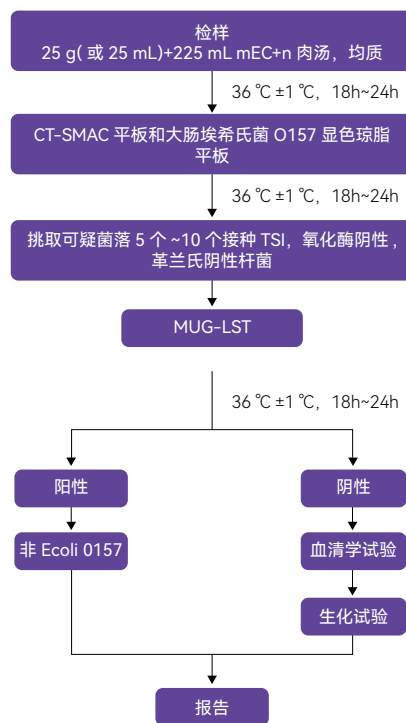 检样
25 g( 或 25 mL)+225 mL mEC+n 肉汤，均质
36 ℃ ±1 ℃，18h~24h
CT-SMAC 平板和大肠埃希氏菌 O157 显色琼脂
平板
36 ℃ ±1 ℃，18h~24h
挑取可疑菌落 5 个 ~10 个接种 TSI，氧化酶阴性 ,
革兰氏阴性杆菌
MUG-LST
36 ℃ ±1 ℃，18h~24h
阳性
阴性
非 Ecoli 0157
血清学试验
生化试验
报告